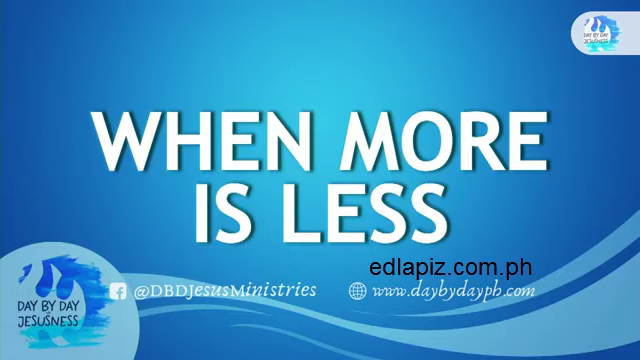 DAY BY DAY
JESUSNESS
WHEN MORE
IS LESS
edlapiz.com.ph
@DBDJesusMinistries
www.daybydayph.com
DAY BY DAY
JESUSNESS